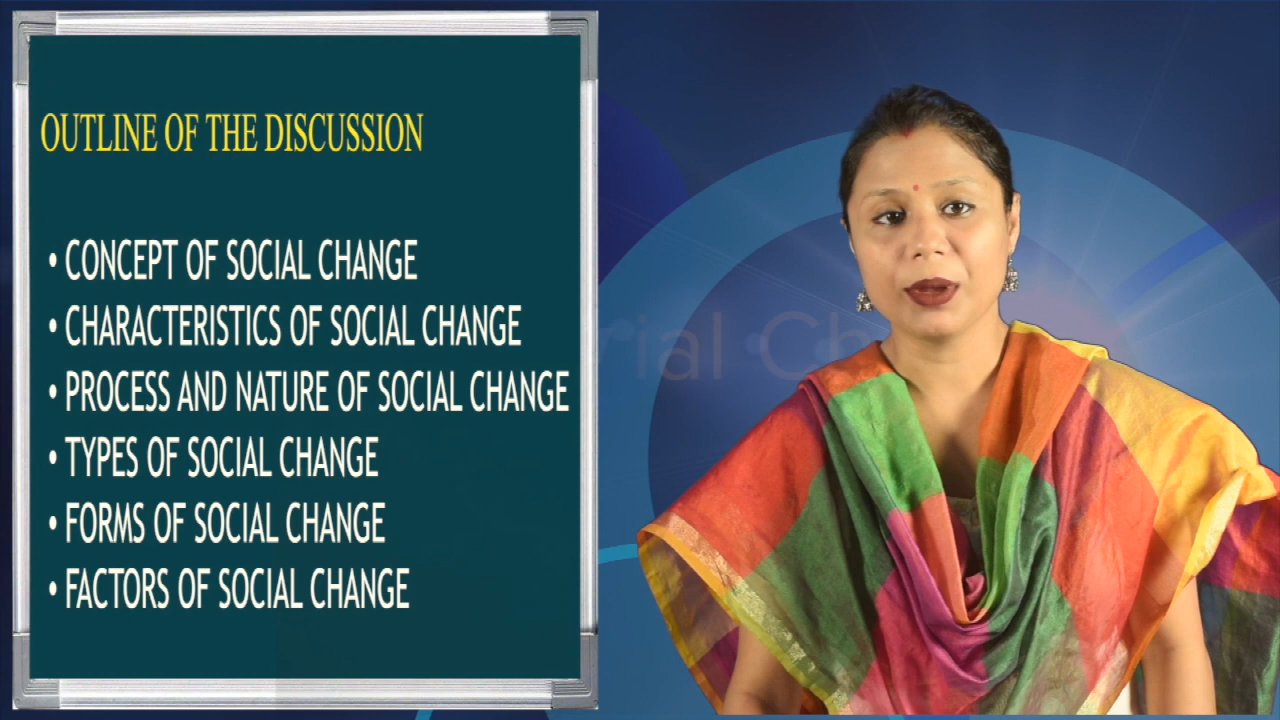 OUTLINE OF THE DISCUSSION
• CONCEPT OF SOCIAL CHANGE
• CHARACTERISTICS OF SOCIAL CHANGE
• PROCESS AND NATURE OF SOCIAL CHANGE
• TYPES OF SOCIAL CHANGE
• FORMS OF SOCIAL CHANGE
• FACTORS OF SOCIAL CHANGE